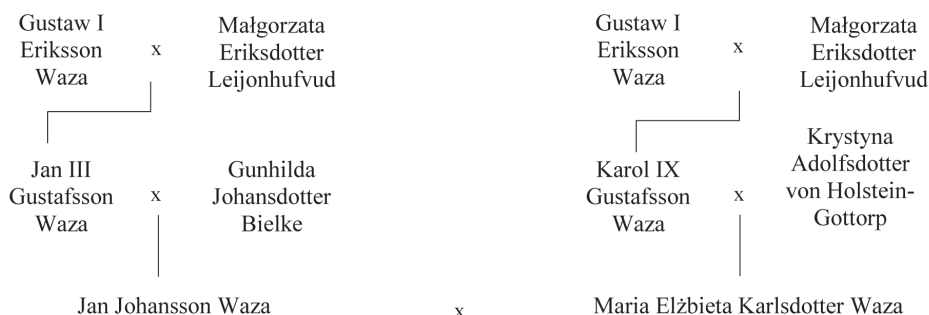 Gustaw I
Eriksson
Waza
x
Małgorzata
Eriksdotter
Leijonhufvud
Gustaw I
Eriksson
Waza
x
Małgorzata
Eriksdotter
Leijonhufvud
Jan III
Gustafsson
Waza
x
Gunhilda
Johansdotter
Bielke
Karol IX
Gustafsson
Waza
x
Krystyna
Adolfsdotter
von Holstein-
Gottorp
Jan Johansson Waza
x
Maria Elżbieta Karlsdotter Waza